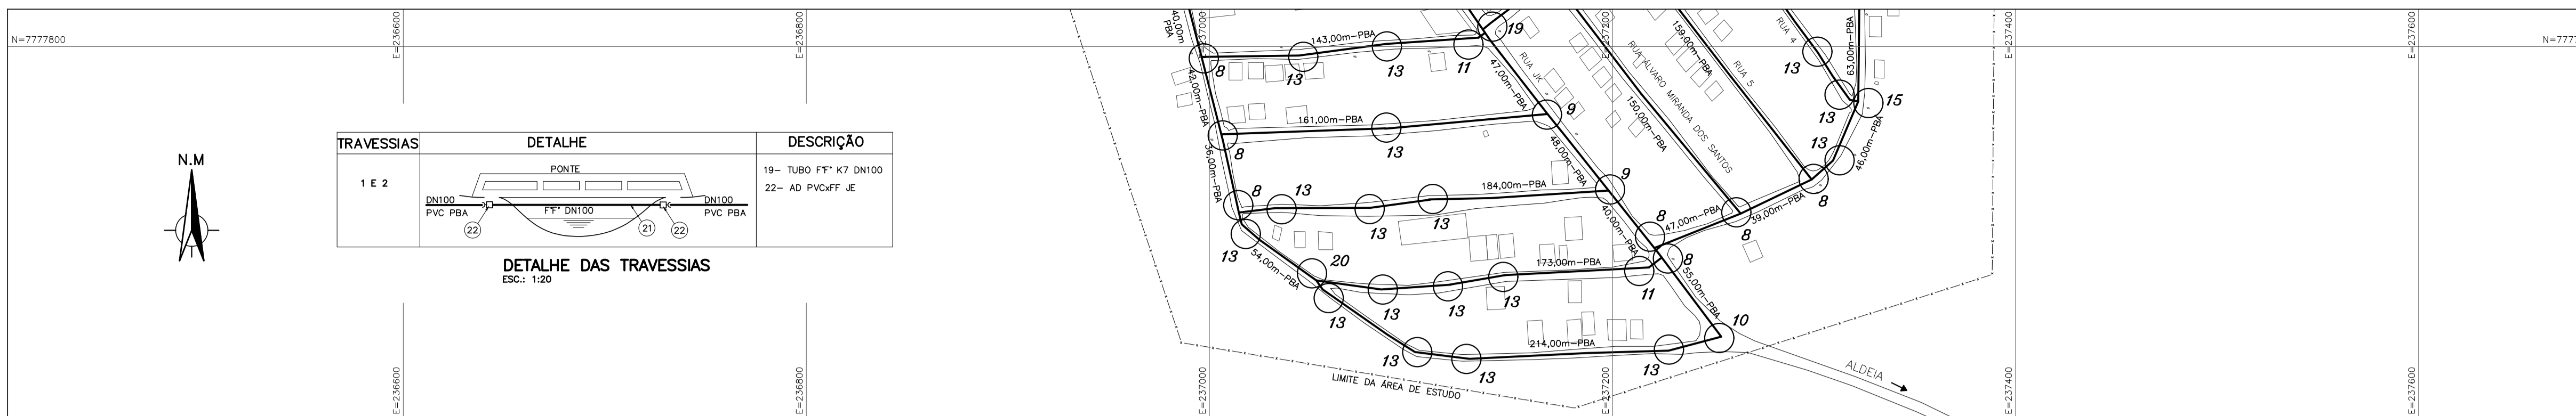 N=7777800
E=236600
E=236800
E=237000
E=237200
E=237400
E=237600
N.M
TRAVESSIAS
DETALHE
DESCRIÇÃO
1 E 2
PONTE
DN100
PVC PBA
F°F° DN100
DN100
PVC PBA
22
21
22
19- TUBO F°F° K7 DN100
22- AD PVCxFF JE
DETALHE DAS TRAVESSIAS
ESC.: 1:20
40,00m
PBA
143,00m-PBA
19
8
13
13
11
42,00m-PBA
47,00m-PBA
RUA JK
161,00m-PBA
9
8
13
36,00m-PBA
48,00m-PBA
RUA ÁLVARO MIRANDA DOS SANTOS
150,00m-PBA
159,00m-PBA
RUA 5
RUA 4
63,00m-PBA
13
13
15
46,00m-PBA
13
8
39,00m-PBA
8
47,00m-PBA
8
9
184,00m-PBA
8
13
13
13
40,00m-PBA
13
54,00m-PBA
20
173,00m-PBA
13
13
13
13
11
8
55,00m-PBA
10
214,00m-PBA
13
13
13
LIMITE DA ÁREA DE ESTUDO
ALDEIA
E=236600
E=236800
E=237000
E=237200
E=237400
E=237600